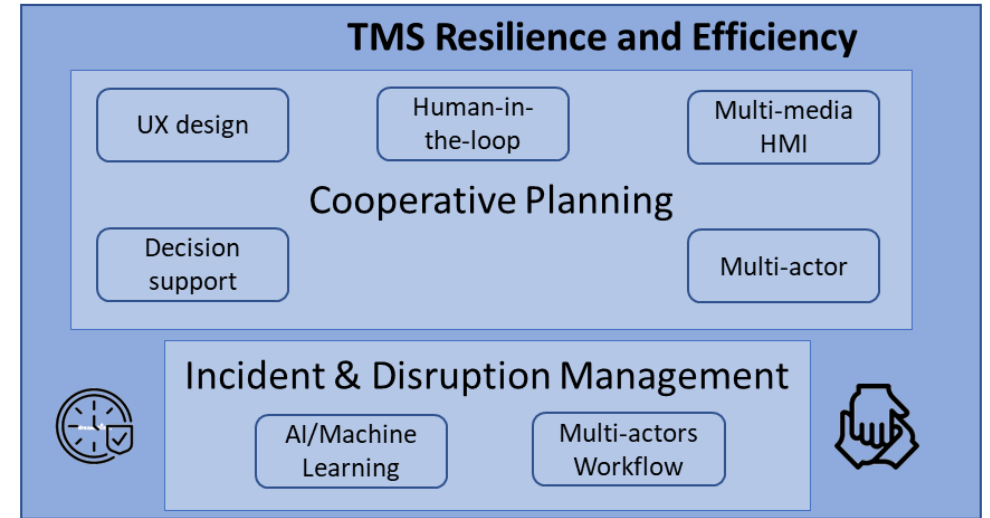 TMS Resilience and Efficiency
UX design
Human-in-
the-loop
Multi-media
HMI
Cooperative Planning
Decision
support
Multi-actor
Incident & Disruption Management
AI/Machine
Learning
Multi-actors
Workflow